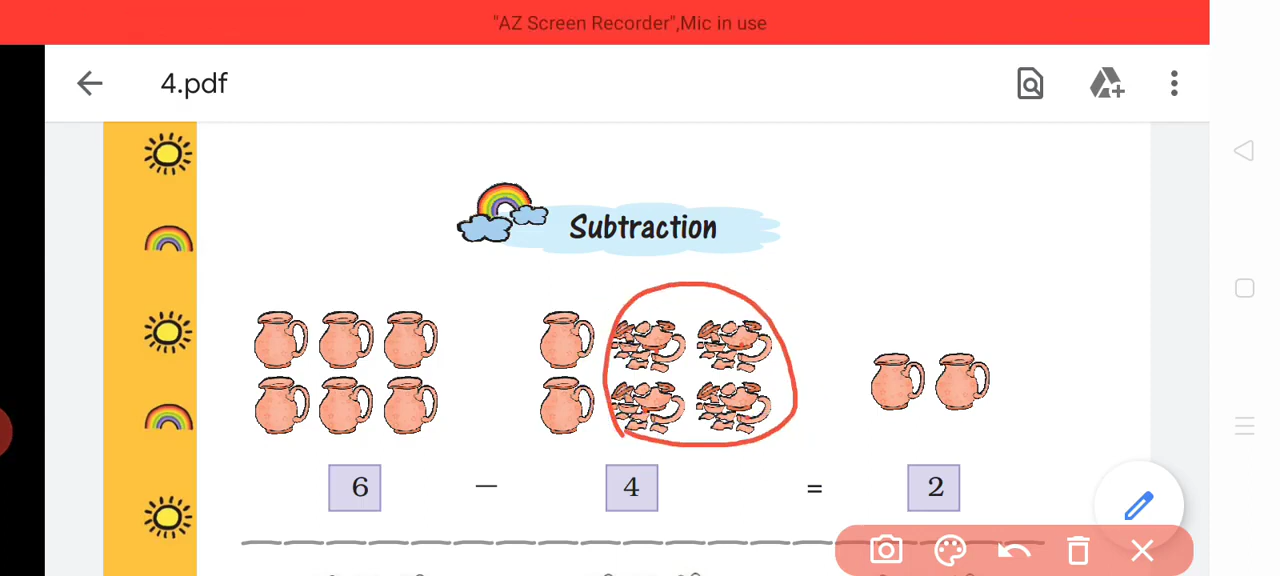 "AZ Screen Recorder",Mic in use
4.pdf
Subtraction
6 — 4 = 2